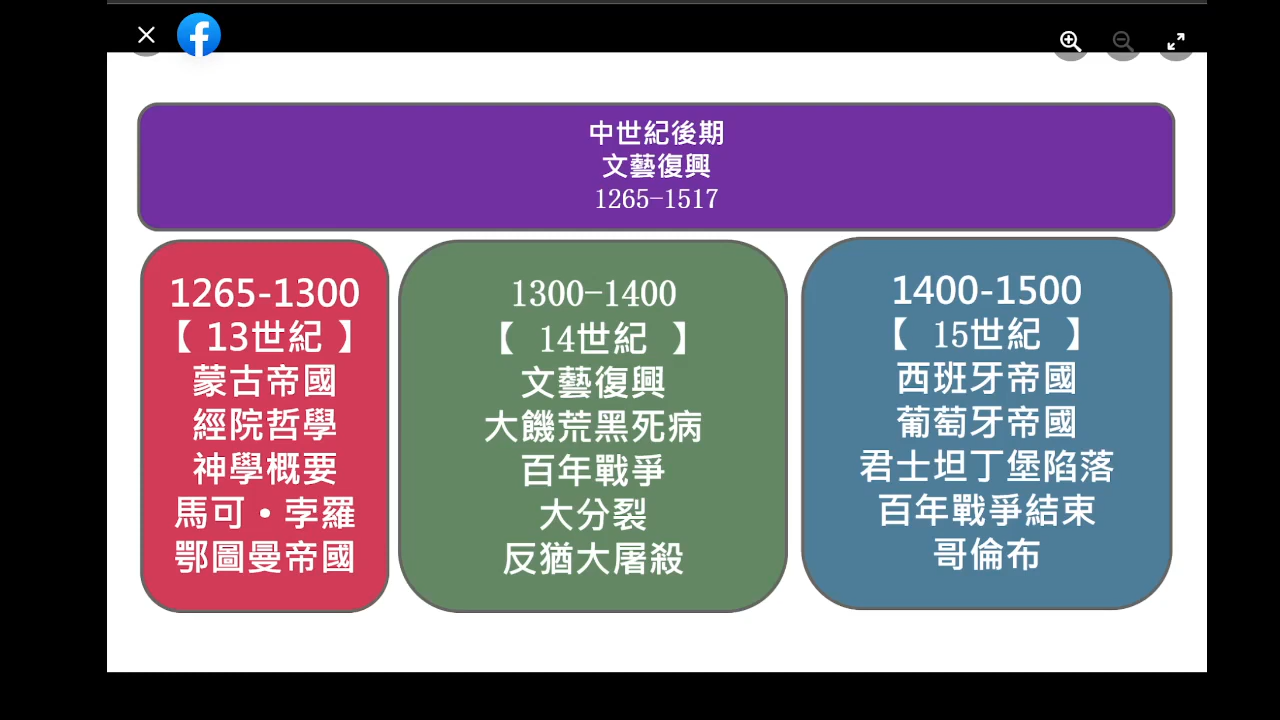 中世紀後期
文藝復興
1265-1517
1265-1300
【 13世紀 】
蒙古帝國
經院哲學
神學概要
馬可·孛羅
鄂圖曼帝國
1300-1400
【 14世紀 】
文藝復興
大饑荒黑死病
百年戰爭
大分裂
反猶大屠殺
1400-1500
【 15世紀 】
西班牙帝國
葡萄牙帝國
君士坦丁堡陷落
百年戰爭結束
哥倫布